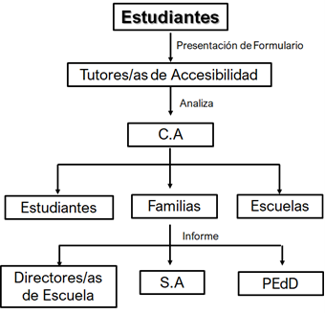 Estudiantes
Presentación de Formulario
Tutores/as de Accesibilidad
Analiza
C.A
Estudiantes
Familias
Escuelas
Informe
Directores/as
de Escuela
S.A
PEdD